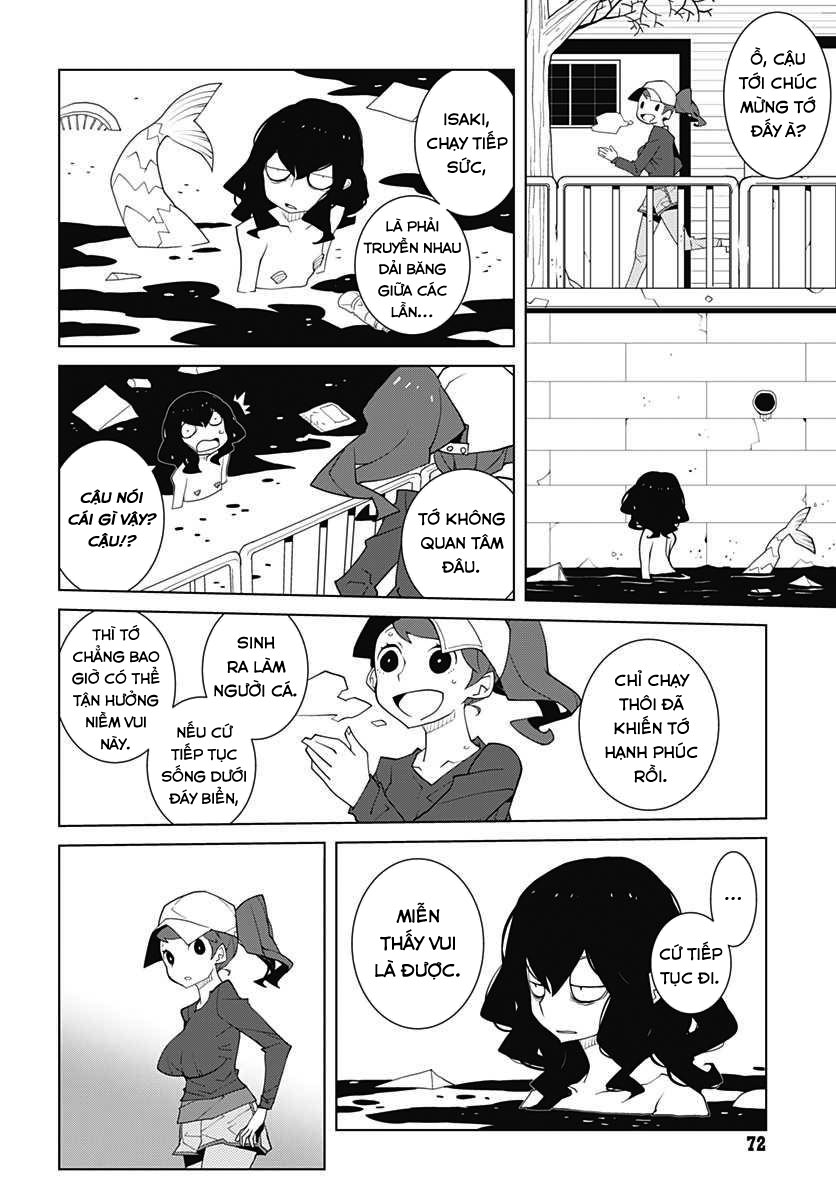 Ồ, CẬU
TỚI CHÚC
MỪNG TỚ
ĐẤY À?
ISAKI,
CHẠY TIẾP
SỨC,
LÀ PHẢI
TRUYỀN NHAU
DẢI BĂNG
GIỮA CÁC
LẦN...
TỚ KHÔNG
QUAN TÂM
ĐÂU.
CẬU NÓI
CÁI GÌ VẬY?
CẬU!?
CHỈ CHẠY
THÔI ĐÃ
KHIẾN TỚ
HẠNH PHÚC
RỒI.
SINH
RA LÀM
NGƯỜI CÁ.
NẾU CỨ
TIẾP TỤC
SỐNG DƯỚI
ĐÁY BIỂN,
THÌ TỚ
CHẲNG BAO
GIỜ CÓ THỂ
TẬN HƯỞNG
NIỀM VUI
NÀY.
...
CỨ TIẾP
TỤC ĐI.
MIỄN
THẤY VUI
LÀ ĐƯỢC.
72